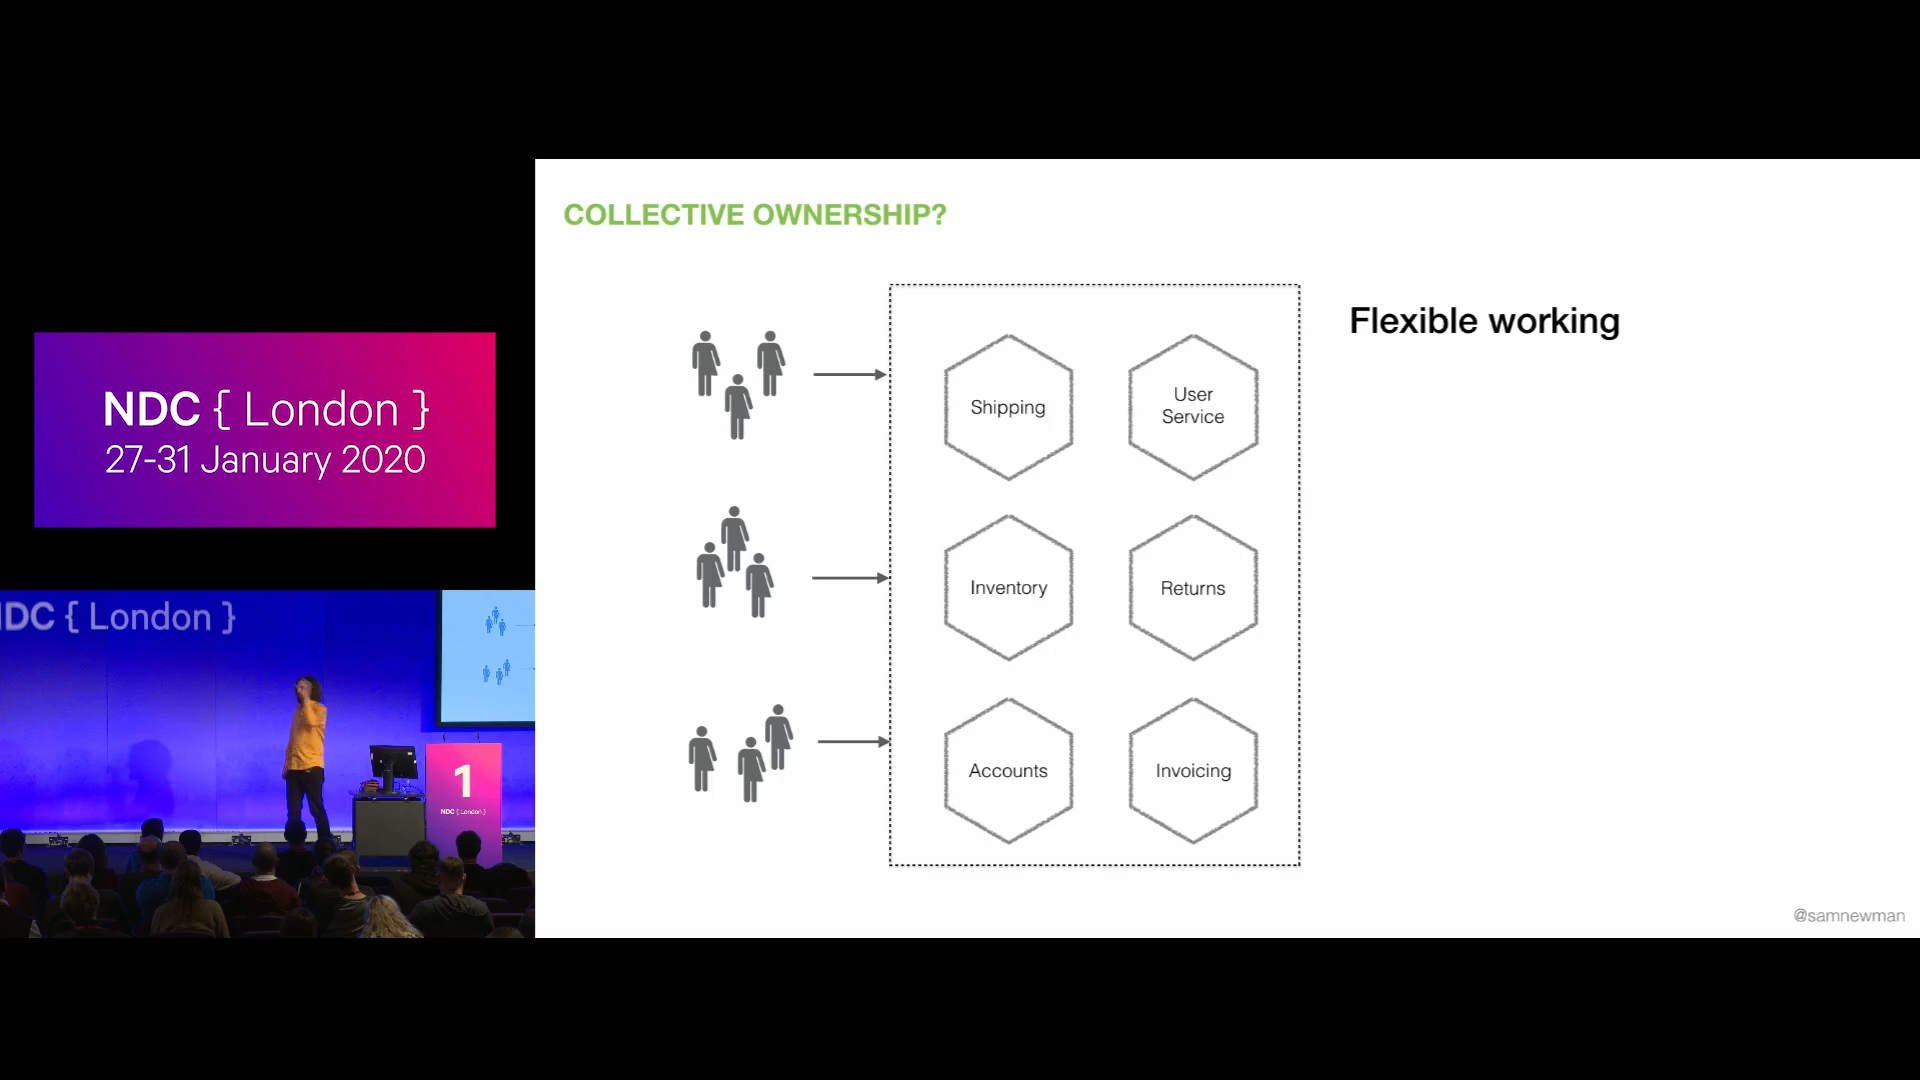 COLLECTIVE OWNERSHIP?
Flexible working
Shipping
User
Service
Inventory
Returns
Accounts
Invoicing
@samnewman
NDC { London }
27-31 January 2020
NDC { London }
1
NDC { London }